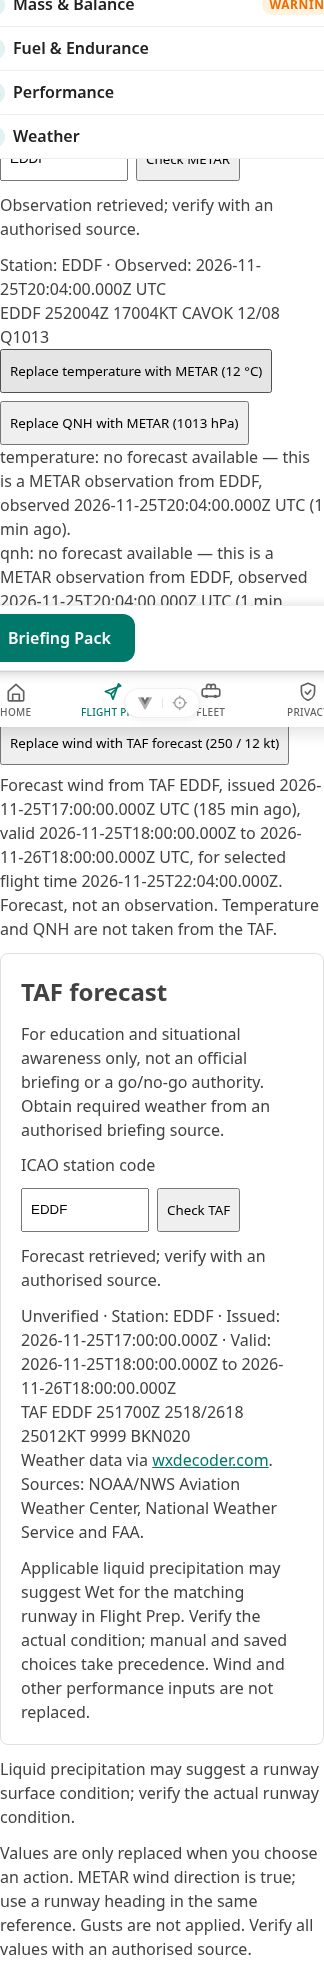 Mass & Balance
WARNIN
Fuel & Endurance
Performance
Weather
EDDF
Check METAR
Observation retrieved; verify with an
authorised source.
Station: EDDF · Observed: 2026-11-
25T20:04:00.000Z UTC
EDDF 252004Z 17004KT CAVOK 12/08
Q1013
Replace temperature with METAR (12 °C)
Replace QNH with METAR (1013 hPa)
temperature: no forecast available — this
is a METAR observation from EDDF,
observed 2026-11-25T20:04:00.000Z UTC (1
min ago).
qnh: no forecast available — this is a
METAR observation from EDDF, observed
2026-11-25T20:04:00.000Z UTC (1 min
Briefing Pack
HOME
FLIGHT P
FLEET
PRIVAC
Replace wind with TAF forecast (250 / 12 kt)
Forecast wind from TAF EDDF, issued 2026-
11-25T17:00:00.000Z UTC (185 min ago),
valid 2026-11-25T18:00:00.000Z to 2026-
11-26T18:00:00.000Z UTC, for selected
flight time 2026-11-25T22:04:00.000Z.
Forecast, not an observation. Temperature
and QNH are not taken from the TAF.
TAF forecast
For education and situational
awareness only, not an official
briefing or a go/no-go authority.
Obtain required weather from an
authorised briefing source.
ICAO station code
EDDF
Check TAF
Forecast retrieved; verify with an
authorised source.
Unverified · Station: EDDF · Issued:
2026-11-25T17:00:00.000Z · Valid:
2026-11-25T18:00:00.000Z to 2026-
11-26T18:00:00.000Z
TAF EDDF 251700Z 2518/2618
25012KT 9999 BKN020
Weather data via wxdecoder.com.
Sources: NOAA/NWS Aviation
Weather Center, National Weather
Service and FAA.
Applicable liquid precipitation may
suggest Wet for the matching
runway in Flight Prep. Verify the
actual condition; manual and saved
choices take precedence. Wind and
other performance inputs are not
replaced.
Liquid precipitation may suggest a runway
surface condition; verify the actual runway
condition.
Values are only replaced when you choose
an action. METAR wind direction is true;
use a runway heading in the same
reference. Gusts are not applied. Verify all
values with an authorised source.